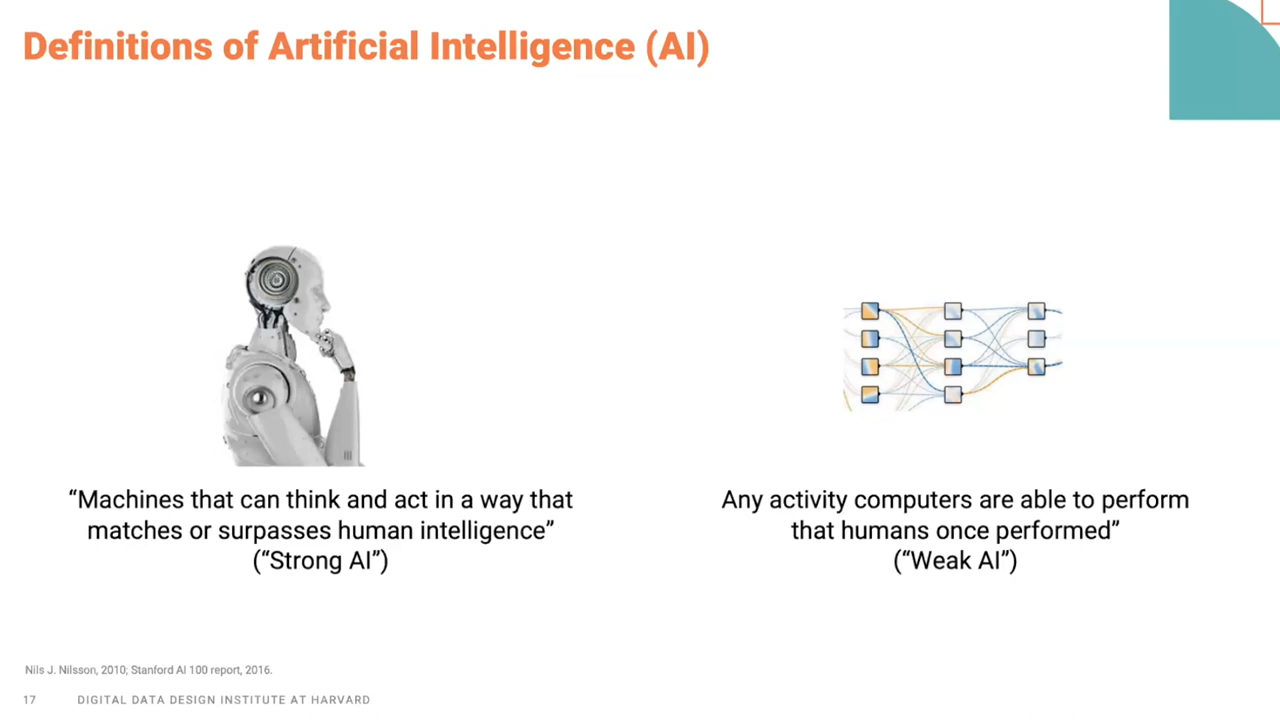 Definitions of Artificial Intelligence (AI)
“Machines that can think and act in a way that
matches or surpasses human intelligence”
(“Strong AI”)
Any activity computers are able to perform
that humans once performed”
(“Weak AI”)
Nils J. Nilsson, 2010; Stanford AI 100 report, 2016.
17 DIGITAL DATA DESIGN INSTITUTE AT HARVARD